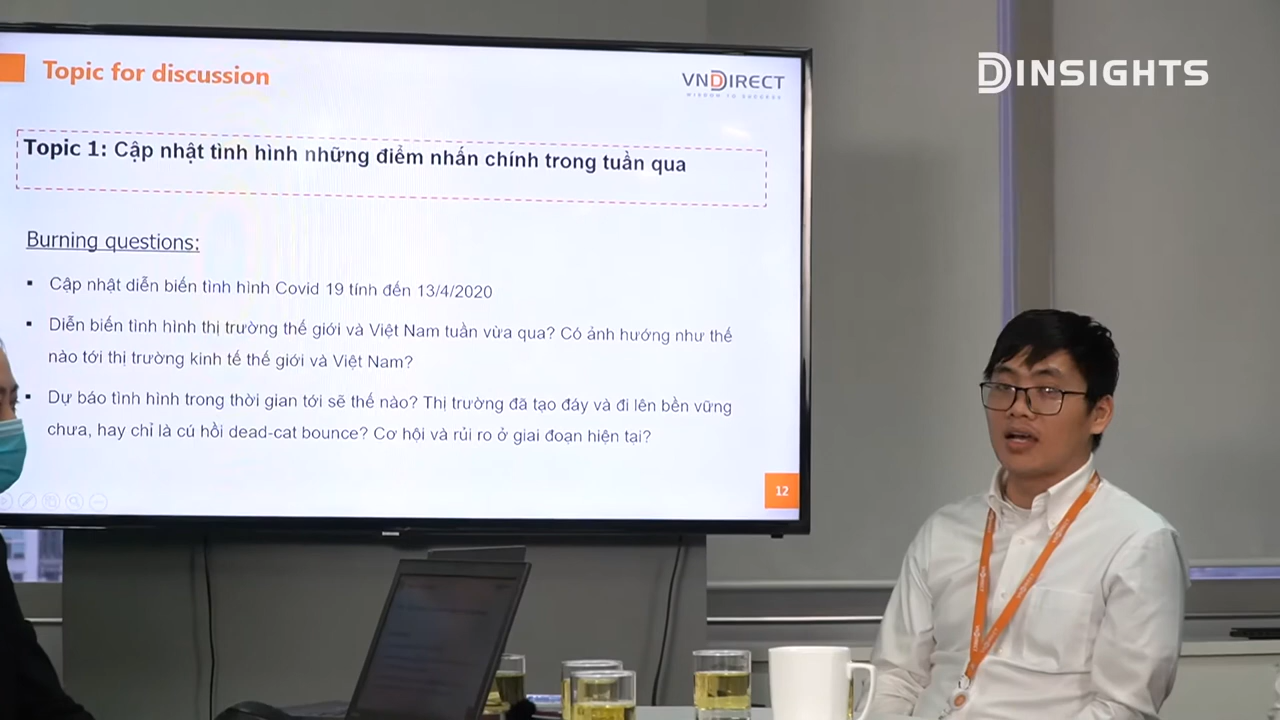 Topic for discussion
VNDIRECT
WISDOM TO SUCCESS
DINSIGHTS
Topic 1: Cập nhật tình hình những điểm nhấn chính trong tuần qua
Burning questions:
▪ Cập nhật diễn biến tình hình Covid 19 tính đến 13/4/2020
▪ Diễn biến tình hình thị trường thế giới và Việt Nam tuần vừa qua? Có ảnh hướng như thế
nào tới thị trường kinh tế thế giới và Việt Nam?
▪ Dự báo tình hình trong thời gian tới sẽ thế nào? Thị trường đã tạo đáy và đi lên bền vững
chưa, hay chỉ là cú hồi dead-cat bounce? Cơ hội và rủi ro ở giai đoạn hiện tại?
12
SAMSUNG